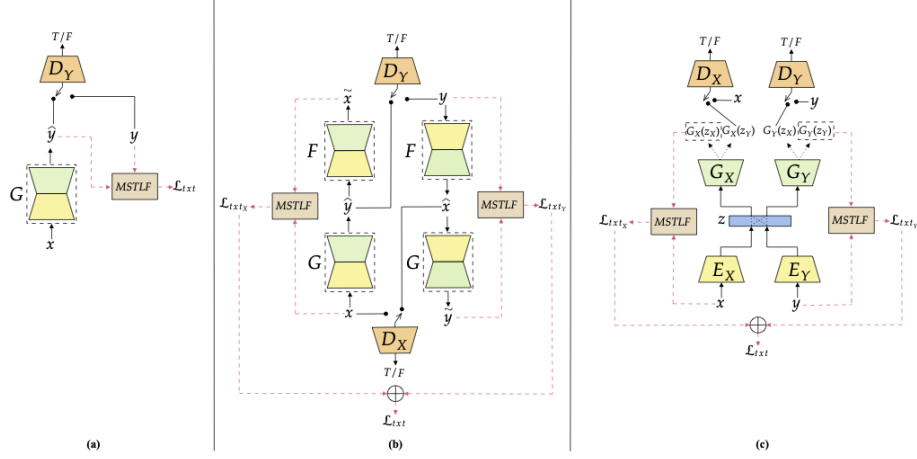 T/F
D_Y
ŷ
y
G
MSTLF
𝓛_txt
x
(a)
T/F
D_Y
x̃
y
F
F
MSTLF
MSTLF
𝓛_txt_X
𝓛_txt_Y
ŷ
x̂
G
G
x
ỹ
D_X
T/F
𝓛_txt
(b)
T/F
T/F
D_X
D_Y
x
y
G_X(z_X)
G_X(z_Y)
G_Y(z_X)
G_Y(z_Y)
G_X
G_Y
MSTLF
MSTLF
𝓛_txt_X
𝓛_txt_Y
z
E_X
E_Y
x
y
𝓛_txt
(c)